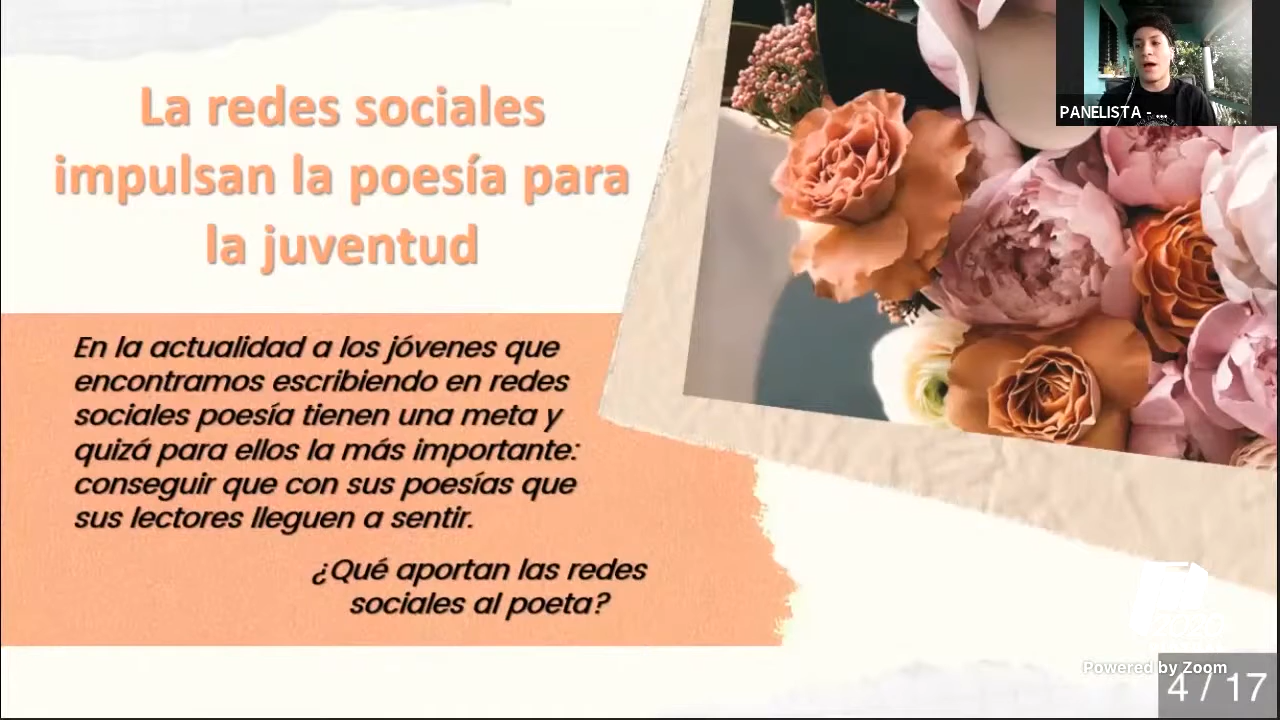 La redes sociales
impulsan la poesía para
la juventud
En la actualidad a los jóvenes que
encontramos escribiendo en redes
sociales poesía tienen una meta y
quizá para ellos la más importante:
conseguir que con sus poesías que
sus lectores lleguen a sentir.
¿Qué aportan las redes
sociales al poeta?
PANELISTA - ...
Powered by Zoom
4 / 17